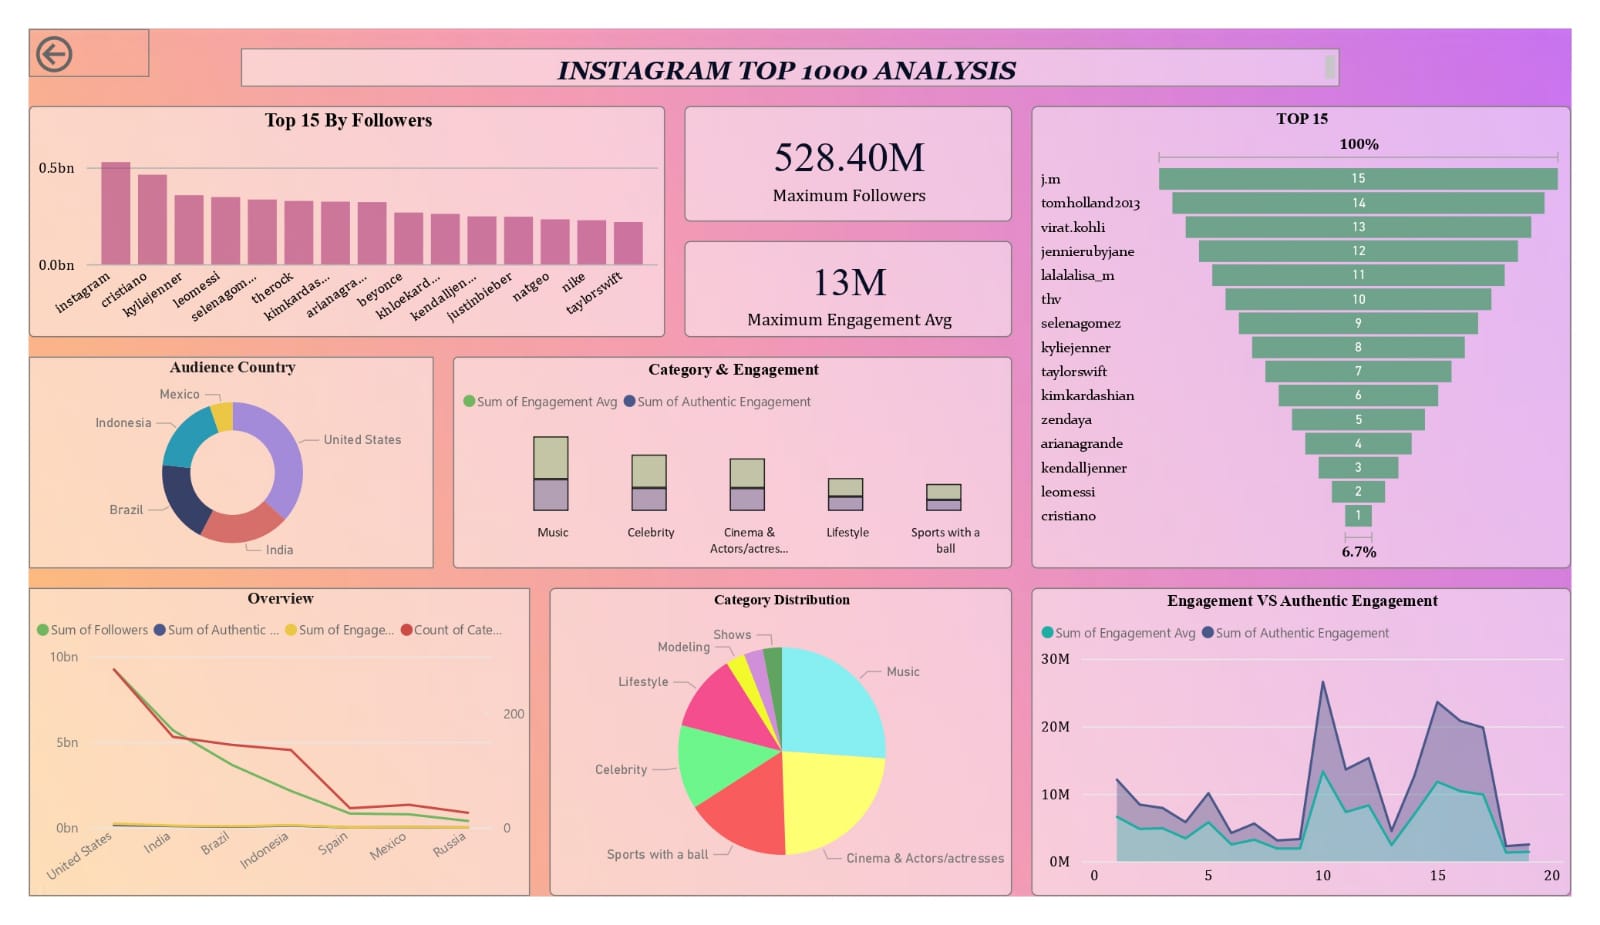 INSTAGRAM TOP 1000 ANALYSIS
Top 15 By Followers
0.5bn
0.0bn
instagram
cristiano
kyliejenner
leomessi
selenagom...
therock
kimkardas...
arianagra...
beyonce
khloekard...
kendalljen...
justinbieber
natgeo
nike
taylorswift
528.40M
Maximum Followers
13M
Maximum Engagement Avg
TOP 15
100%
j.m 15
tomholland2013 14
virat.kohli 13
jennierubyjane 12
lalalalisa_m 11
thv 10
selenagomez 9
kyliejenner 8
taylorswift 7
kimkardashian 6
zendaya 5
arianagrande 4
kendalljenner 3
leomessi 2
cristiano 1
6.7%
Audience Country
Mexico
Indonesia
United States
Brazil
India
Category & Engagement
Sum of Engagement Avg Sum of Authentic Engagement
Music
Celebrity
Cinema &
Actors/actres...
Lifestyle
Sports with a
ball
Overview
Sum of Followers Sum of Authentic ... Sum of Engage... Count of Cate...
10bn
5bn
0bn
200
0
United States
India
Brazil
Indonesia
Spain
Mexico
Russia
Category Distribution
Shows
Modeling
Music
Lifestyle
Celebrity
Sports with a ball
Cinema & Actors/actresses
Engagement VS Authentic Engagement
Sum of Engagement Avg Sum of Authentic Engagement
30M
20M
10M
0M
0 5 10 15 20